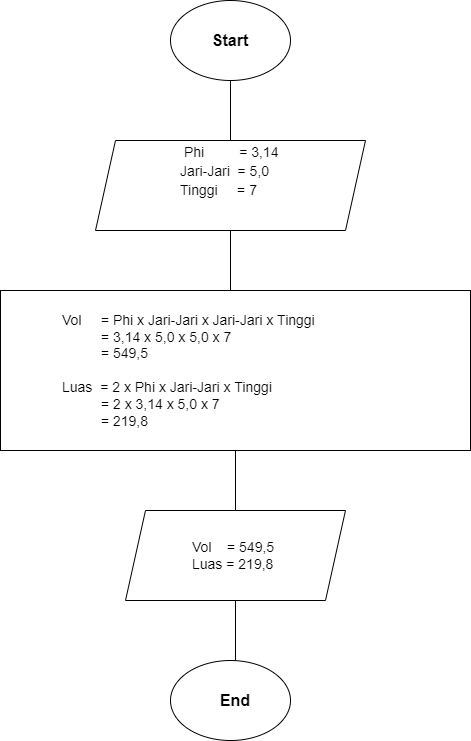 Start
Phi = 3,14
Jari-Jari = 5,0
Tinggi = 7
Vol = Phi x Jari-Jari x Jari-Jari x Tinggi
= 3,14 x 5,0 x 5,0 x 7
= 549,5
Luas = 2 x Phi x Jari-Jari x Tinggi
= 2 x 3,14 x 5,0 x 7
= 219,8
Vol = 549,5
Luas = 219,8
End